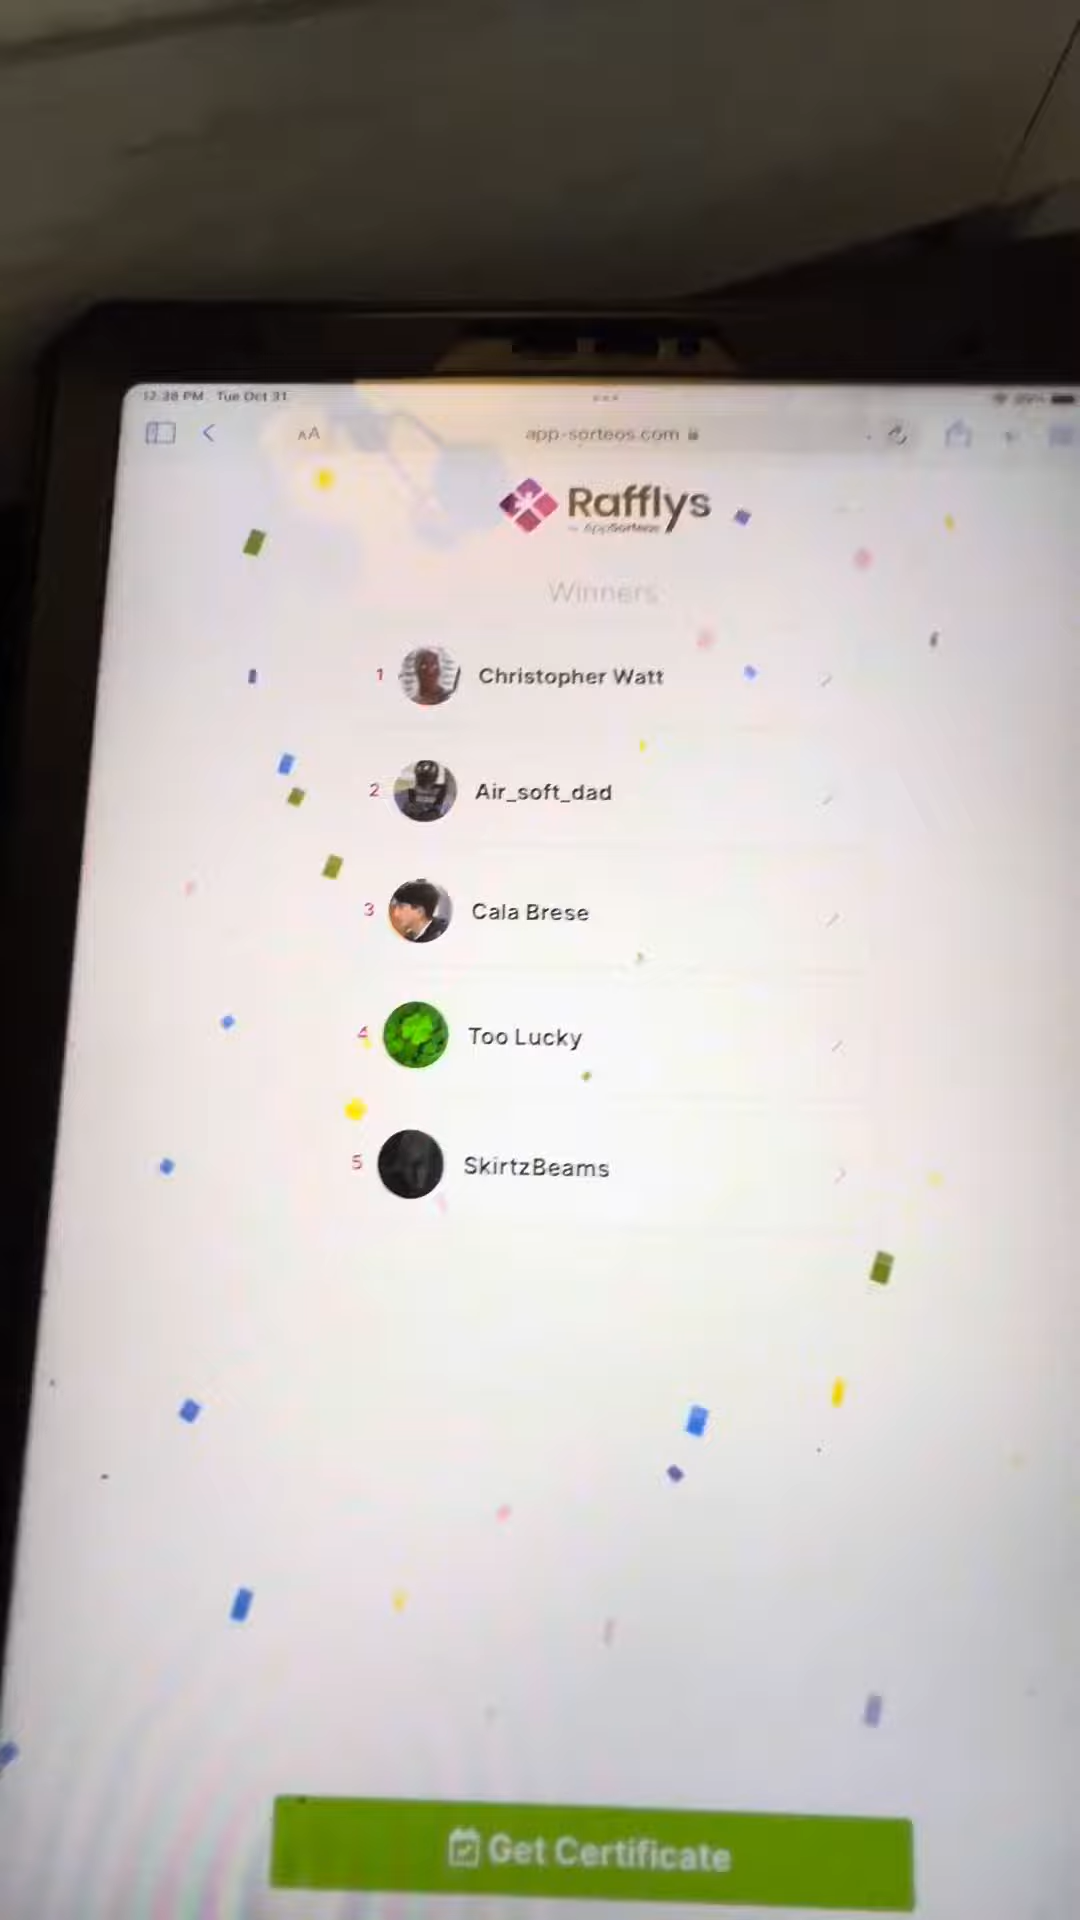 12:38 PM Tue Oct 31
AA
app-sorteos.com
Rafflys
by AppSorteos
Winners
1 Christopher Watt
2 Air_soft_dad
3 Cala Brese
4 Too Lucky
5 SkirtzBeams
Get Certificate